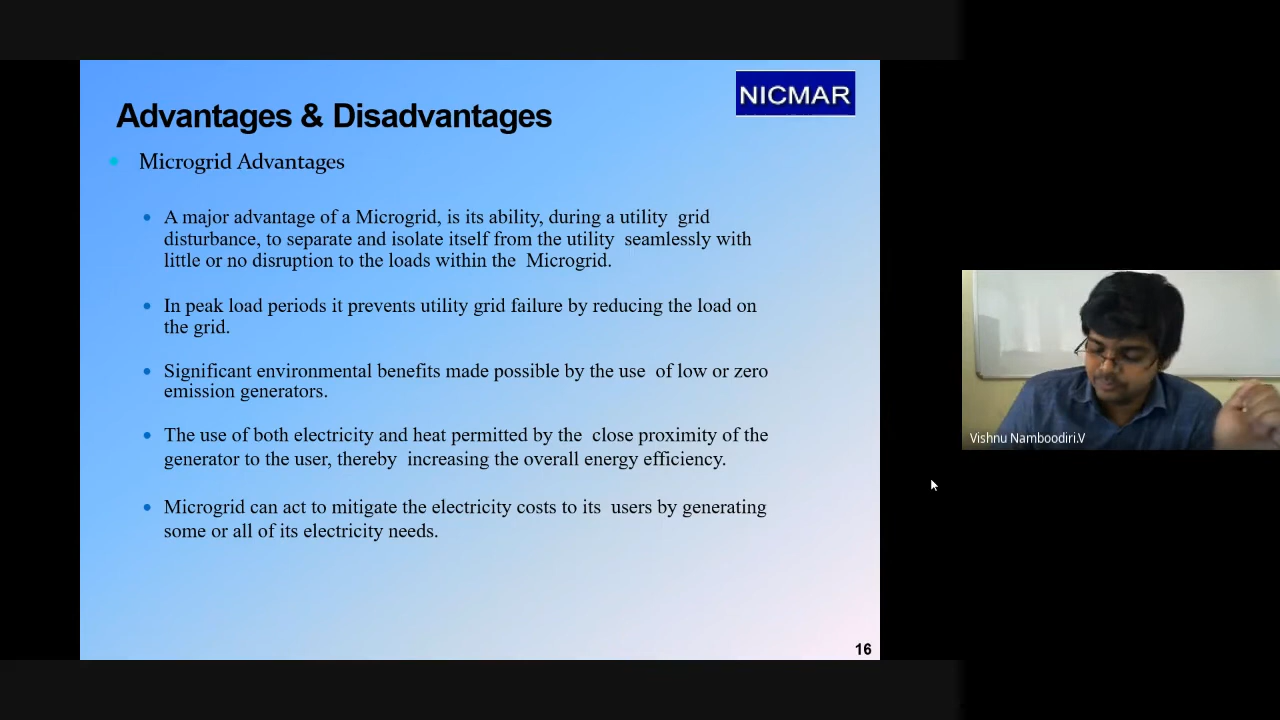 NICMAR
Advantages & Disadvantages
Microgrid Advantages
A major advantage of a Microgrid, is its ability, during a utility grid
disturbance, to separate and isolate itself from the utility seamlessly with
little or no disruption to the loads within the Microgrid.
In peak load periods it prevents utility grid failure by reducing the load on
the grid.
Significant environmental benefits made possible by the use of low or zero
emission generators.
The use of both electricity and heat permitted by the close proximity of the
generator to the user, thereby increasing the overall energy efficiency.
Microgrid can act to mitigate the electricity costs to its users by generating
some or all of its electricity needs.
16
Vishnu Namboodiri.V